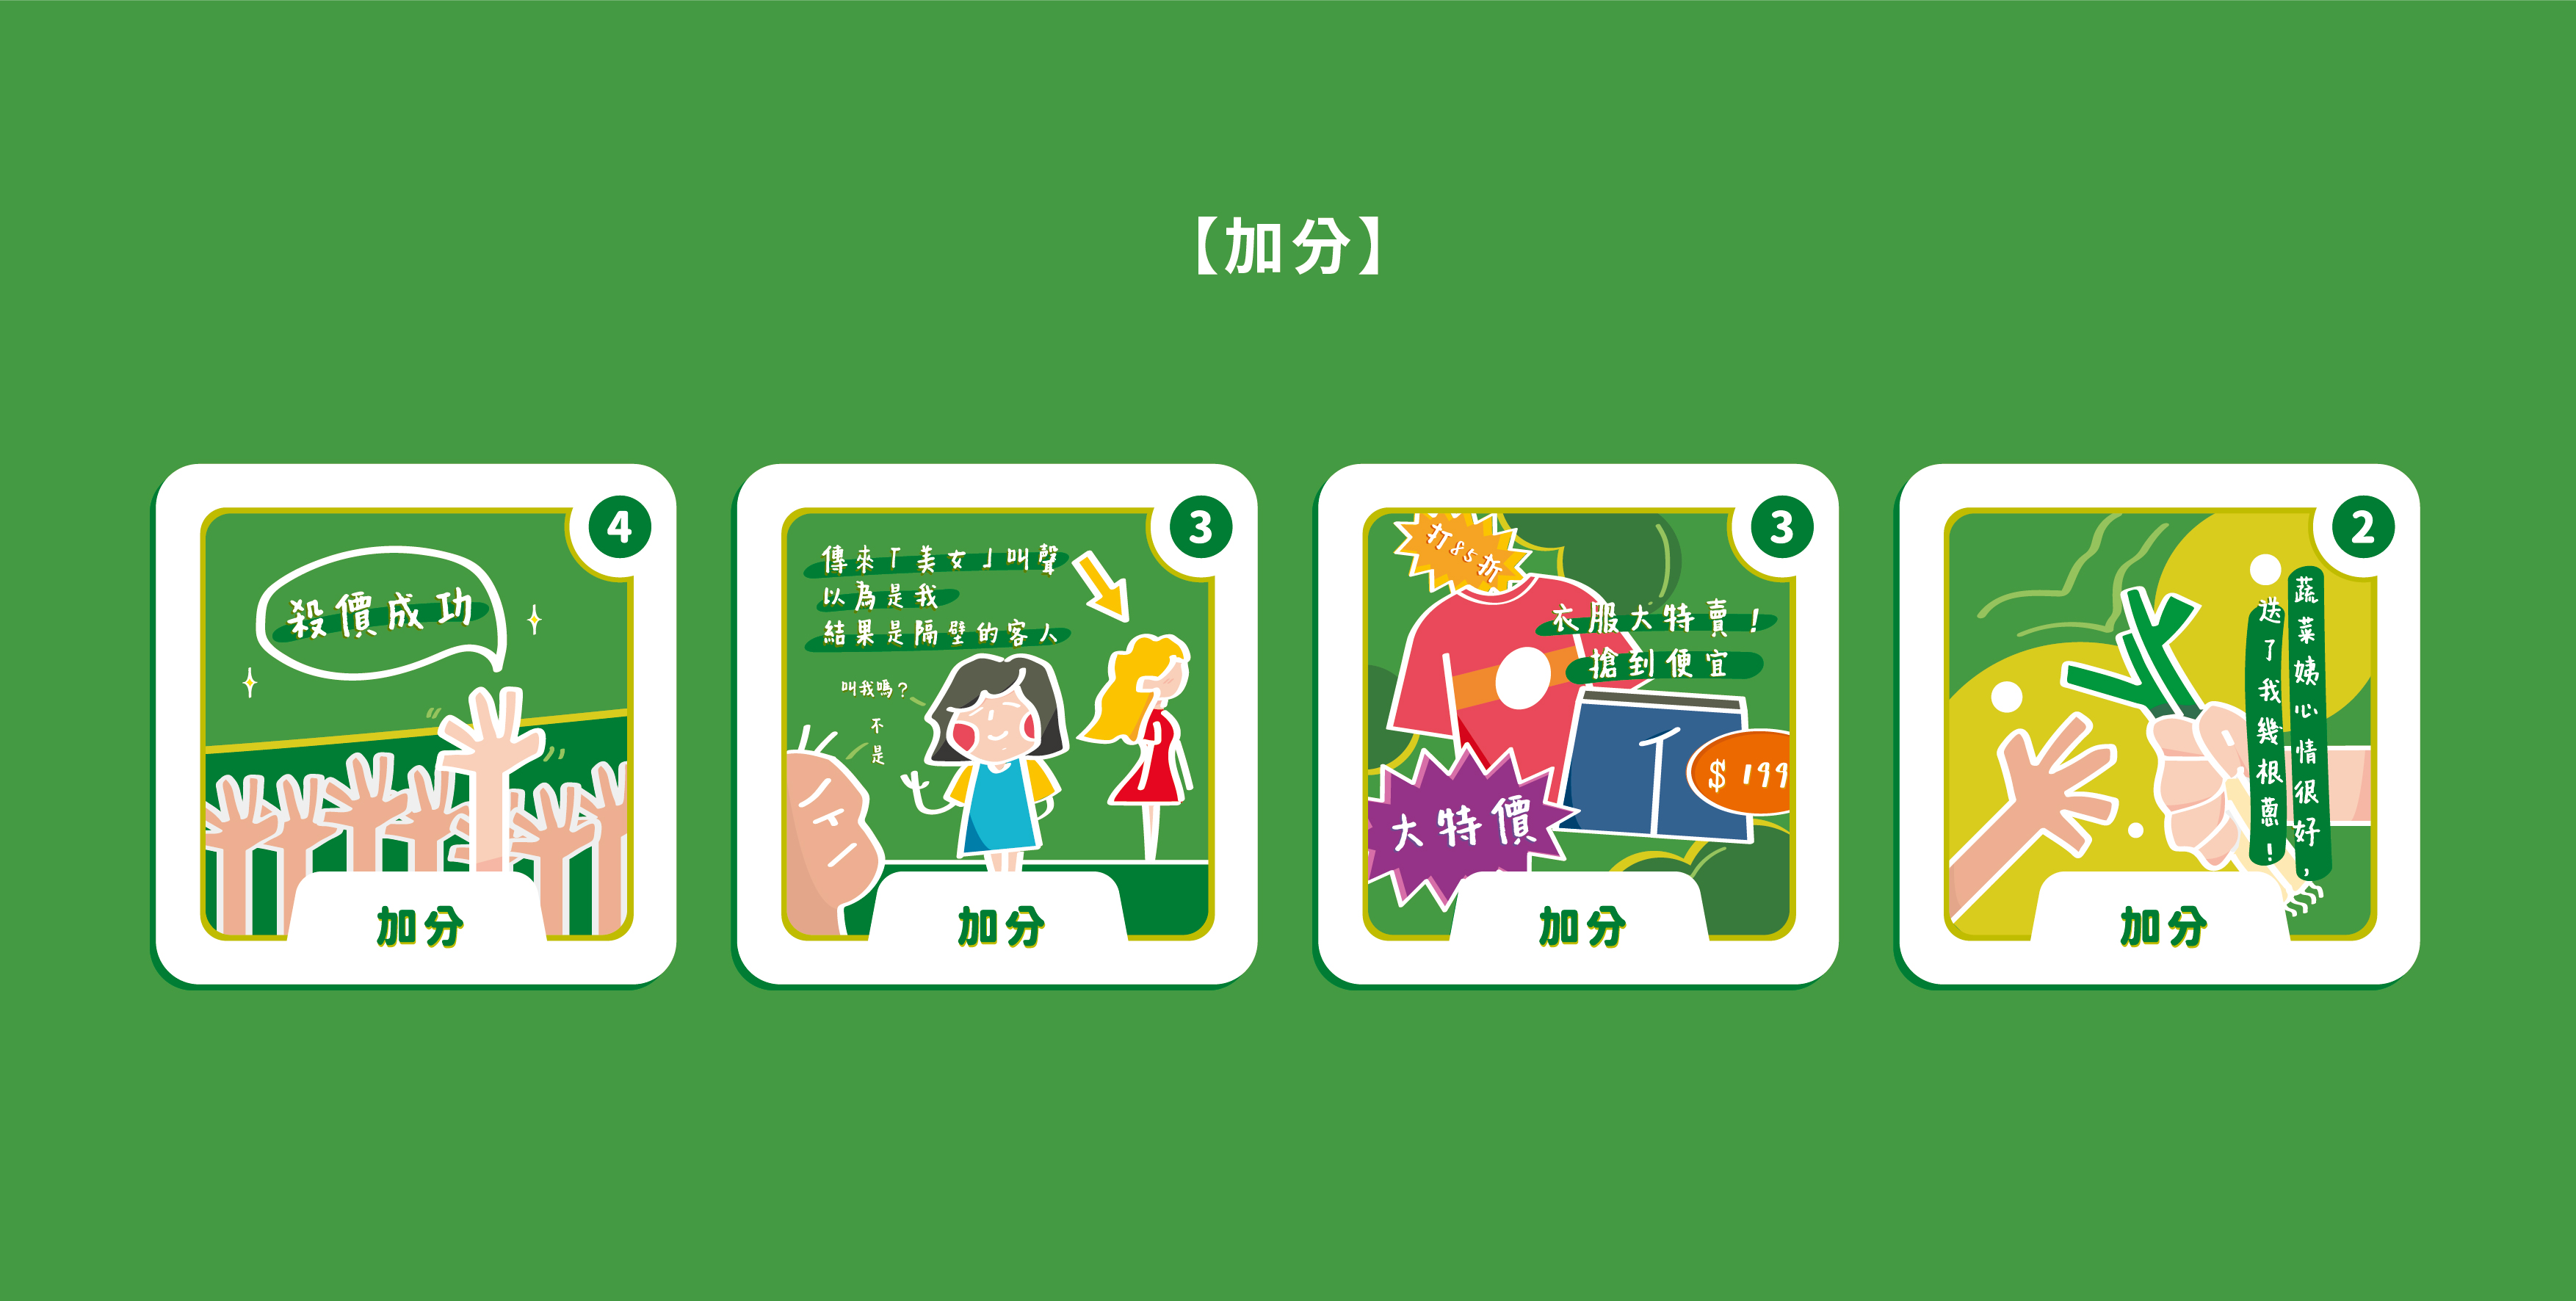 【加分】
4
殺價成功
加分
3
傳來「美女」叫聲
以為是我
結果是隔壁的客人
叫我嗎?
不是
加分
3
打85折
衣服大特賣!
搶到便宜
$199
大特價
加分
2
蔬菜姨心情很好,
送了我幾根蔥!
加分